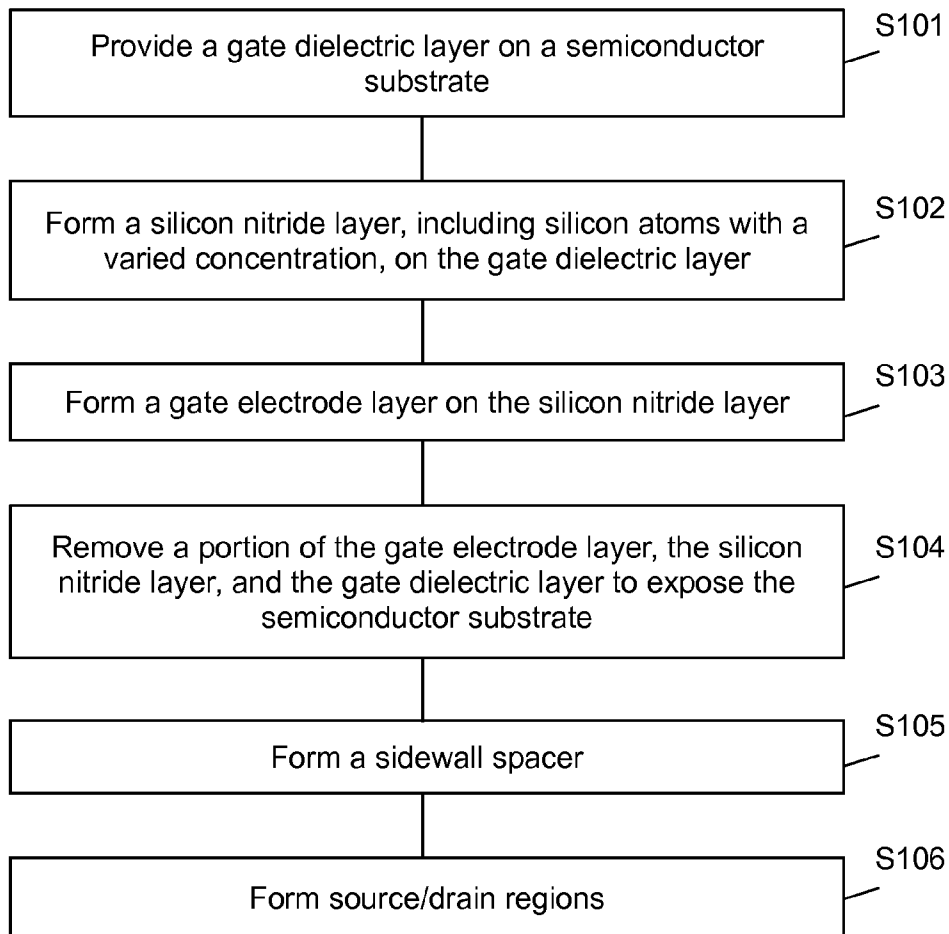 S101
Provide a gate dielectric layer on a semiconductor
substrate
S102
Form a silicon nitride layer, including silicon atoms with a
varied concentration, on the gate dielectric layer
S103
Form a gate electrode layer on the silicon nitride layer
S104
Remove a portion of the gate electrode layer, the silicon
nitride layer, and the gate dielectric layer to expose the
semiconductor substrate
S105
Form a sidewall spacer
S106
Form source/drain regions